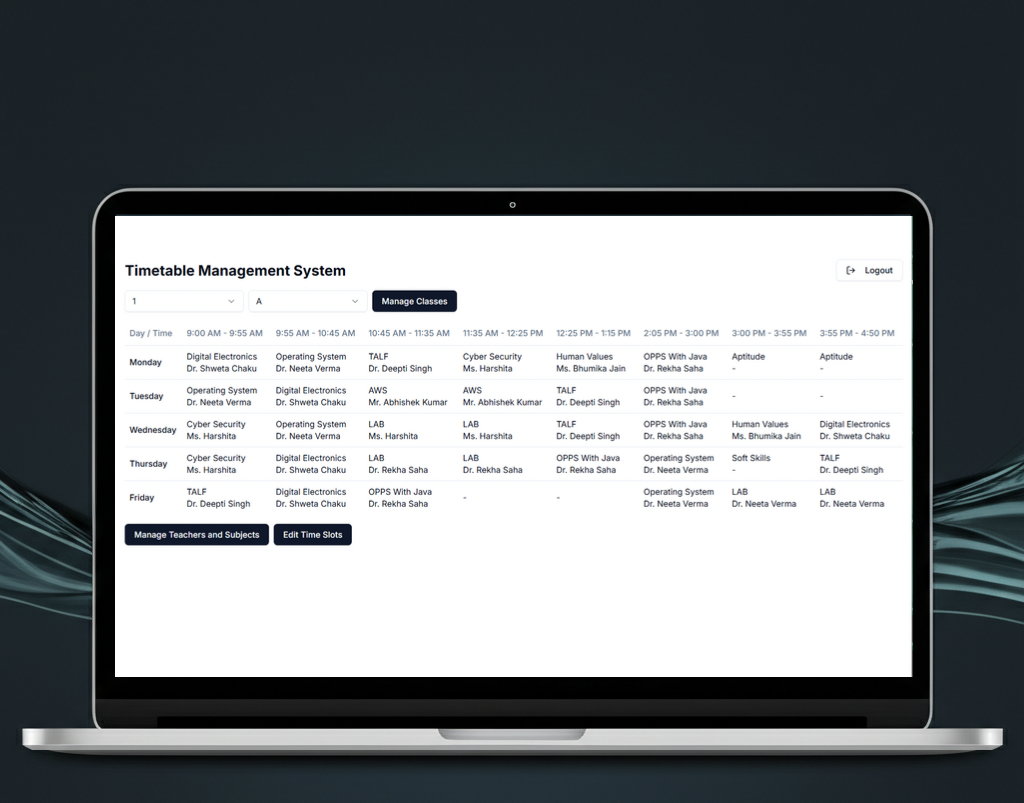 Timetable Management System
Logout
1 A Manage Classes
Day / Time 9:00 AM - 9:55 AM 9:55 AM - 10:45 AM 10:45 AM - 11:35 AM 11:35 AM - 12:25 PM 12:25 PM - 1:15 PM 2:05 PM - 3:00 PM 3:00 PM - 3:55 PM 3:55 PM - 4:50 PM
Digital Electronics Operating System TALF Cyber Security Human Values OPPS With Java Aptitude Aptitude
Monday
Dr. Shweta Chaku Dr. Neeta Verma Dr. Deepti Singh Ms. Harshita Ms. Bhumika Jain Dr. Rekha Saha - -
Operating System Digital Electronics AWS AWS TALF OPPS With Java
Tuesday - -
Dr. Neeta Verma Dr. Shweta Chaku Mr. Abhishek Kumar Mr. Abhishek Kumar Dr. Deepti Singh Dr. Rekha Saha
Cyber Security Operating System LAB LAB TALF OPPS With Java Human Values Digital Electronics
Wednesday
Ms. Harshita Dr. Neeta Verma Ms. Harshita Ms. Harshita Dr. Deepti Singh Dr. Rekha Saha Ms. Bhumika Jain Dr. Shweta Chaku
Cyber Security Digital Electronics LAB LAB OPPS With Java Operating System Soft Skills TALF
Thursday
Ms. Harshita Dr. Shweta Chaku Dr. Rekha Saha Dr. Rekha Saha Dr. Rekha Saha Dr. Neeta Verma - Dr. Deepti Singh
TALF Digital Electronics OPPS With Java Operating System LAB LAB
Friday - -
Dr. Deepti Singh Dr. Shweta Chaku Dr. Rekha Saha Dr. Neeta Verma Dr. Neeta Verma Dr. Neeta Verma
Manage Teachers and Subjects Edit Time Slots